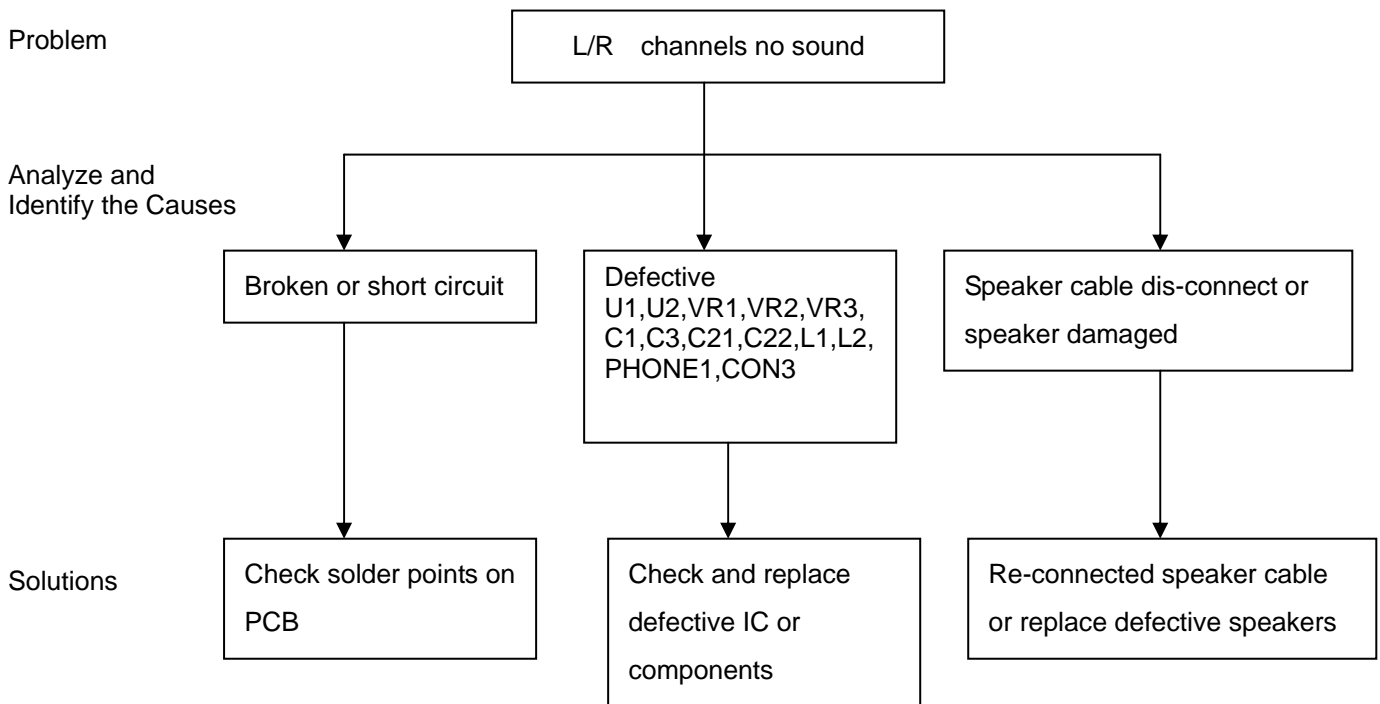 Problem
L/R channels no sound
Analyze and
Identify the Causes
Broken or short circuit
Defective
U1,U2,VR1,VR2,VR3,
C1,C3,C21,C22,L1,L2,
PHONE1,CON3
Speaker cable dis-connect or
speaker damaged
Solutions
Check solder points on
PCB
Check and replace
defective IC or
components
Re-connected speaker cable
or replace defective speakers